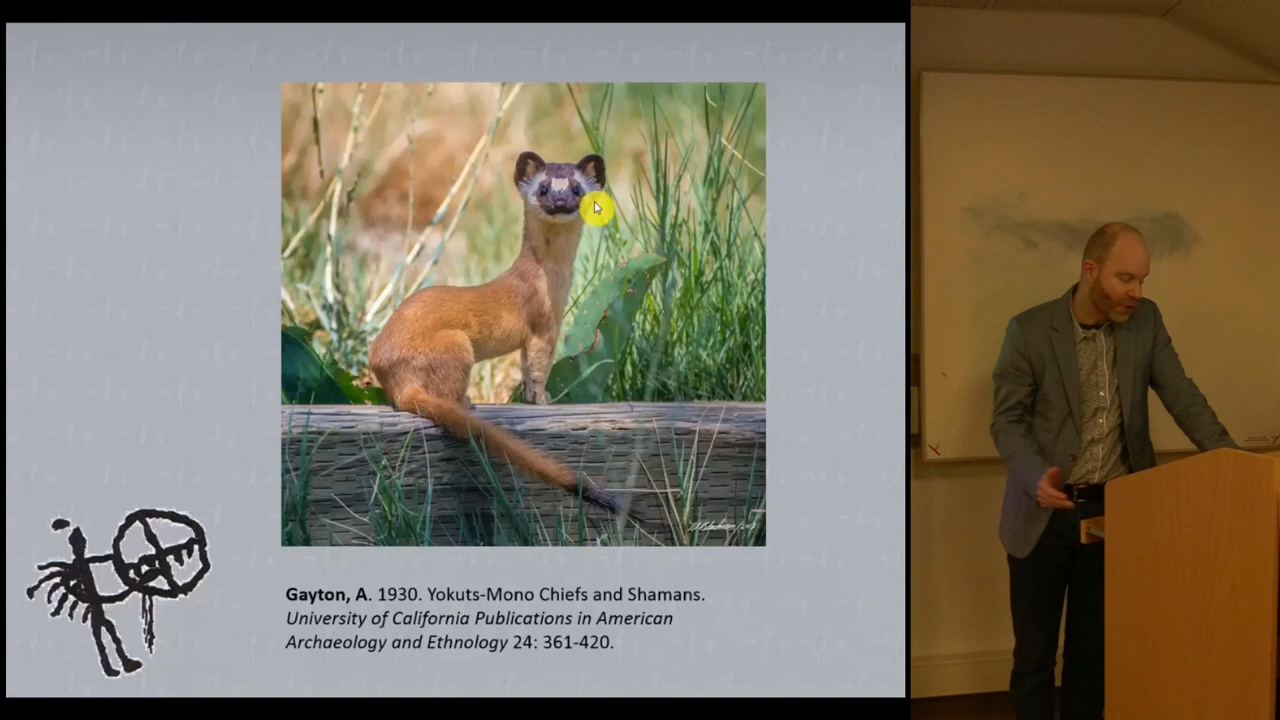 Gayton, A. 1930. Yokuts-Mono Chiefs and Shamans.
University of California Publications in American
Archaeology and Ethnology 24: 361-420.